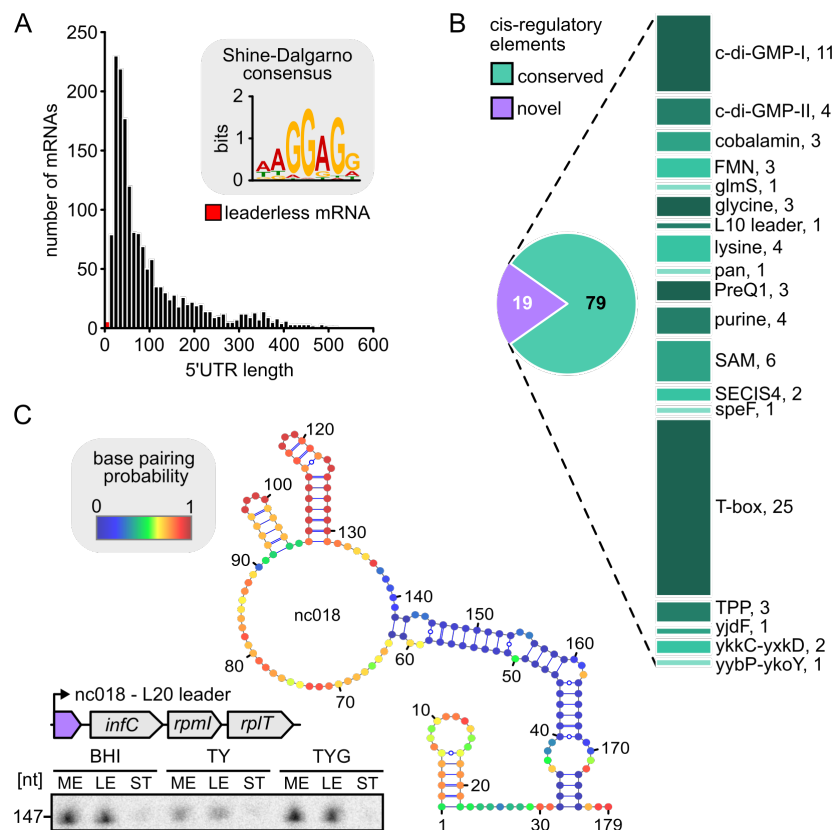 A
250
200
150
100
50
0
number of mRNAs
0 100 200 300 400 500 600
5'UTR length
Shine-Dalgarno
consensus
2
1
0
bits
AAGGAGG
leaderless mRNA
B
cis-regulatory
elements
conserved
novel
19
79
c-di-GMP-I, 11
c-di-GMP-II, 4
cobalamin, 3
FMN, 3
glmS, 1
glycine, 3
L10 leader, 1
lysine, 4
pan, 1
PreQ1, 3
purine, 4
SAM, 6
SECIS4, 2
speF, 1
T-box, 25
TPP, 3
yjdF, 1
ykkC-yxkD, 2
yybP-ykoY, 1
C
base pairing
probability
0 1
120
100
130
90
nc018
140
150
160
80
60
50
70
10
40
170
20
1 30 179
nc018 - L20 leader
infC rpmI rplT
BHI TY TYG
[nt] ME LE ST ME LE ST ME LE ST
147